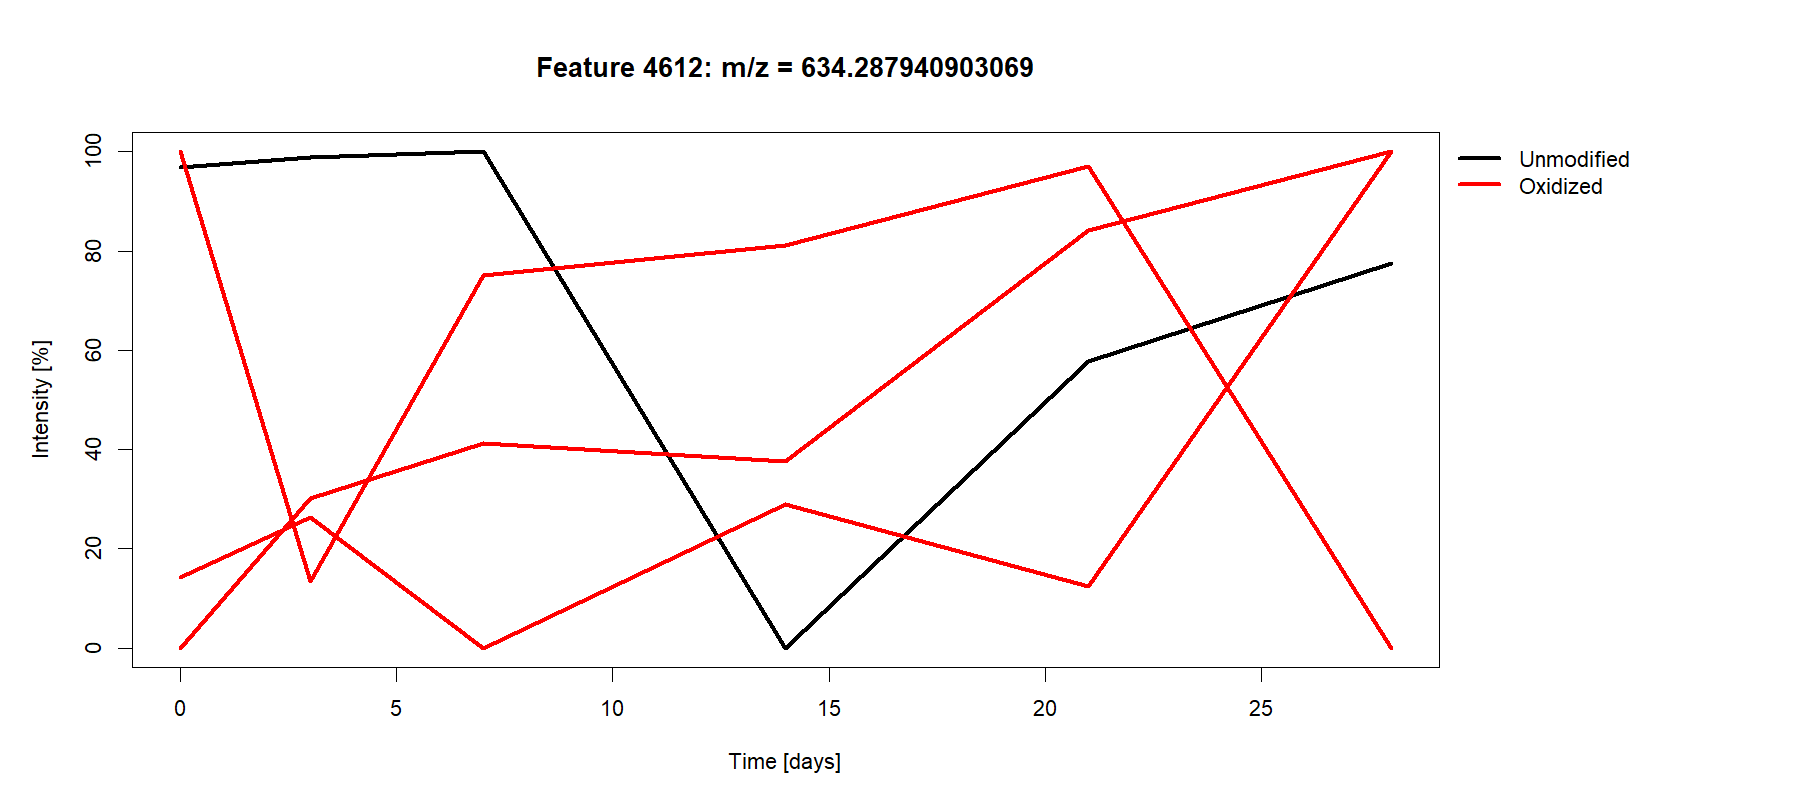 Feature 4612: m/z = 634.287940903069
Unmodified
Oxidized
Intensity [%]
100
80
60
40
20
0
0 5 10 15 20 25
Time [days]